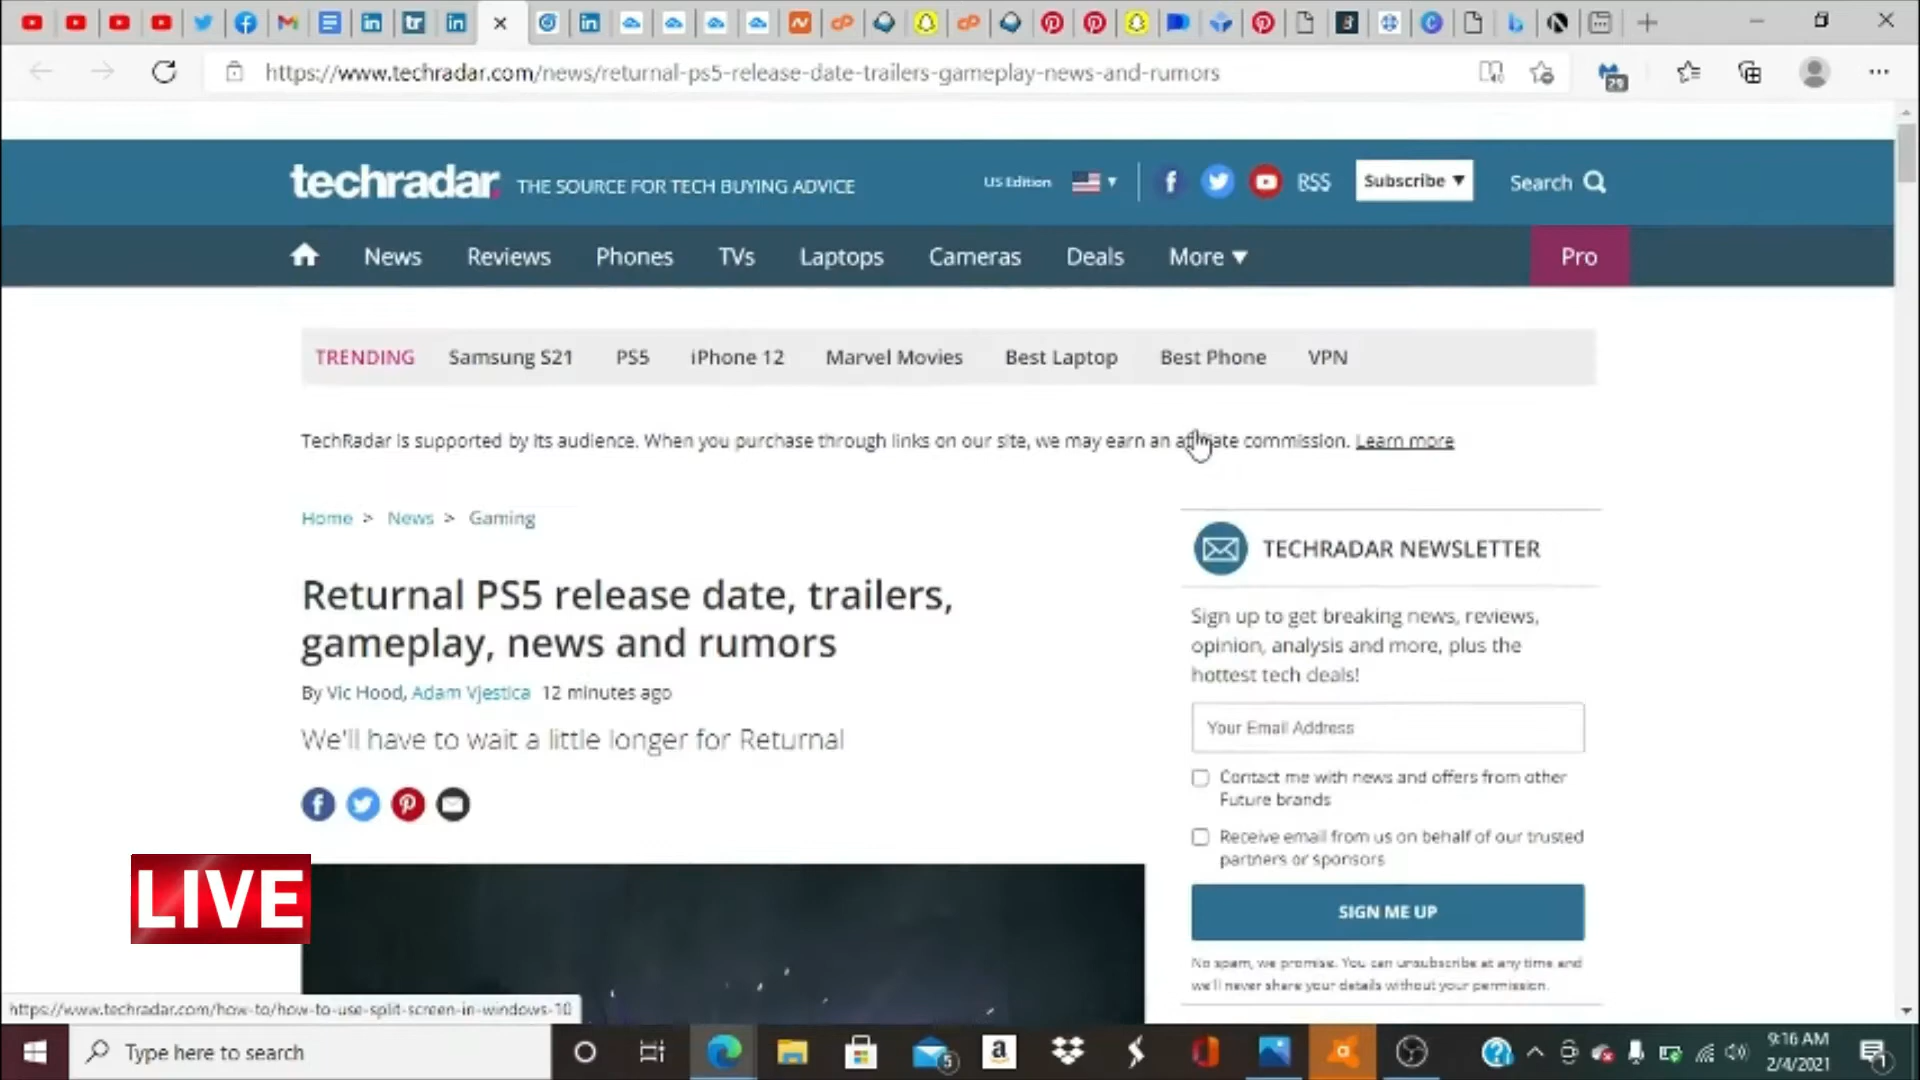 https://www.techradar.com/news/returnal-ps5-release-date-trailers-gameplay-news-and-rumors
29
techradar. THE SOURCE FOR TECH BUYING ADVICE
US Edition
RSS
Subscribe ▼
Search
News Reviews Phones TVs Laptops Cameras Deals More ▼ Pro
TRENDING Samsung S21 PS5 iPhone 12 Marvel Movies Best Laptop Best Phone VPN
TechRadar is supported by its audience. When you purchase through links on our site, we may earn an affiliate commission. Learn more
Home > News > Gaming
Returnal PS5 release date, trailers,
gameplay, news and rumors
By Vic Hood, Adam Vjestica 12 minutes ago
We'll have to wait a little longer for Returnal
TECHRADAR NEWSLETTER
Sign up to get breaking news, reviews,
opinion, analysis and more, plus the
hottest tech deals!
Your Email Address
Contact me with news and offers from other
Future brands
Receive email from us on behalf of our trusted
partners or sponsors
SIGN ME UP
No spam, we promise. You can unsubscribe at any time and
we'll never share your details without your permission.
LIVE
https://www.techradar.com/how-to/how-to-use-split-screen-in-windows-10
Type here to search
5
9:16 AM
2/4/2021
1